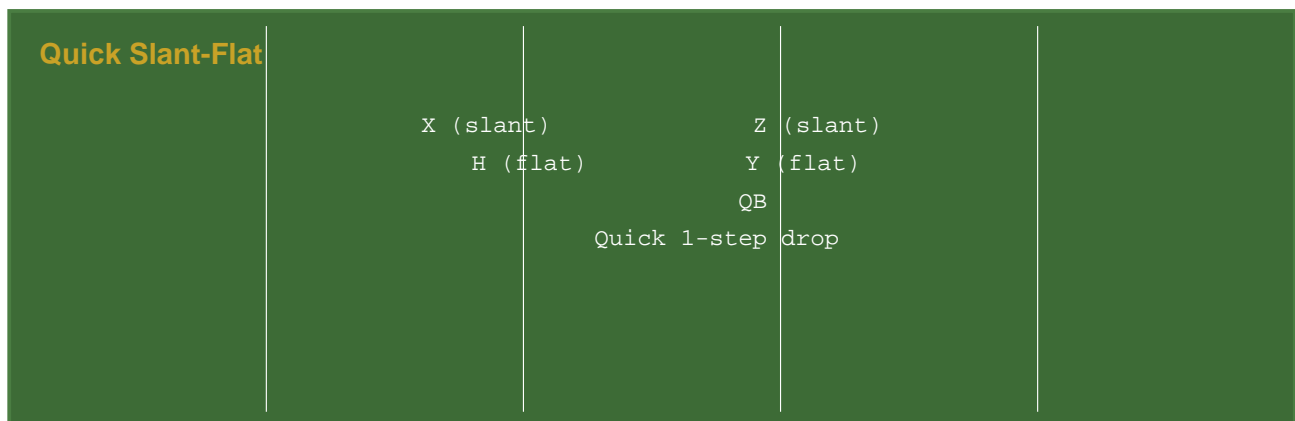 Quick Slant-Flat
X (slant) Z (slant)
H (flat) Y (flat)
QB
Quick 1-step drop